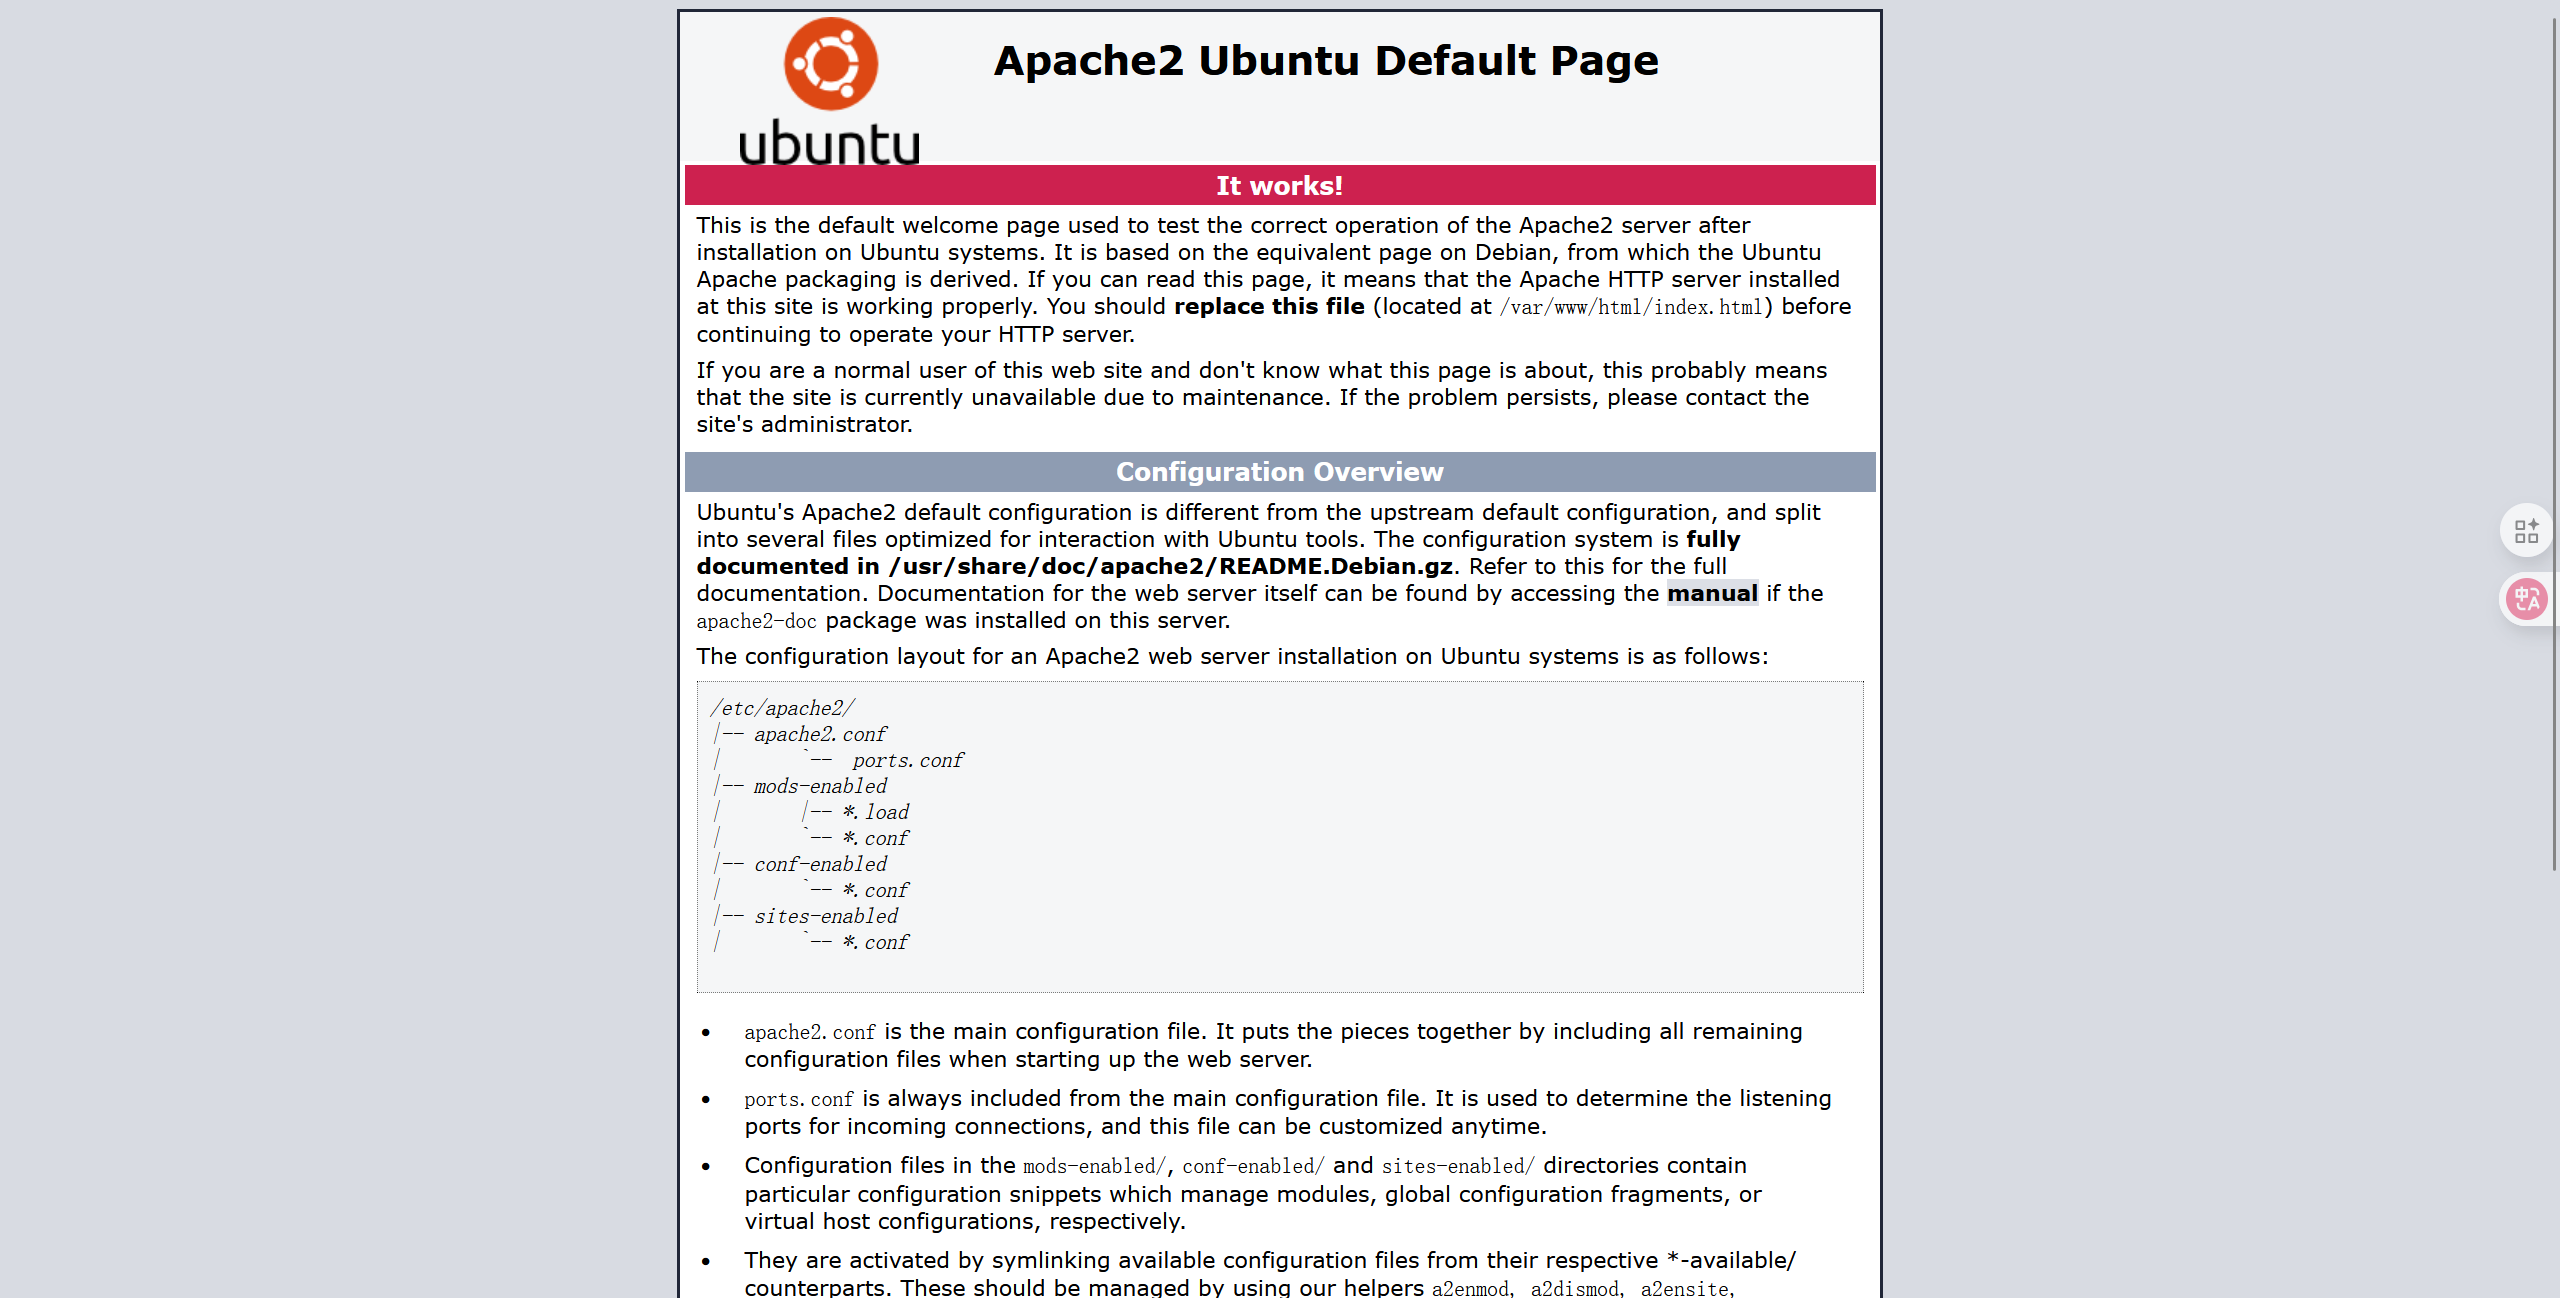 ubuntu
Apache2 Ubuntu Default Page
It works!
This is the default welcome page used to test the correct operation of the Apache2 server after
installation on Ubuntu systems. It is based on the equivalent page on Debian, from which the Ubuntu
Apache packaging is derived. If you can read this page, it means that the Apache HTTP server installed
at this site is working properly. You should replace this file (located at /var/www/html/index.html) before
continuing to operate your HTTP server.
If you are a normal user of this web site and don't know what this page is about, this probably means
that the site is currently unavailable due to maintenance. If the problem persists, please contact the
site's administrator.
Configuration Overview
Ubuntu's Apache2 default configuration is different from the upstream default configuration, and split
into several files optimized for interaction with Ubuntu tools. The configuration system is fully
documented in /usr/share/doc/apache2/README.Debian.gz. Refer to this for the full
documentation. Documentation for the web server itself can be found by accessing the manual if the
apache2-doc package was installed on this server.
The configuration layout for an Apache2 web server installation on Ubuntu systems is as follows:
/etc/apache2/
|-- apache2.conf
|       `--  ports.conf
|-- mods-enabled
|       |-- *.load
|       `-- *.conf
|-- conf-enabled
|       `-- *.conf
|-- sites-enabled
|       `-- *.conf
• apache2.conf is the main configuration file. It puts the pieces together by including all remaining
configuration files when starting up the web server.
• ports.conf is always included from the main configuration file. It is used to determine the listening
ports for incoming connections, and this file can be customized anytime.
• Configuration files in the mods-enabled/, conf-enabled/ and sites-enabled/ directories contain
particular configuration snippets which manage modules, global configuration fragments, or
virtual host configurations, respectively.
• They are activated by symlinking available configuration files from their respective *-available/
counterparts. These should be managed by using our helpers a2enmod, a2dismod, a2ensite,
中A